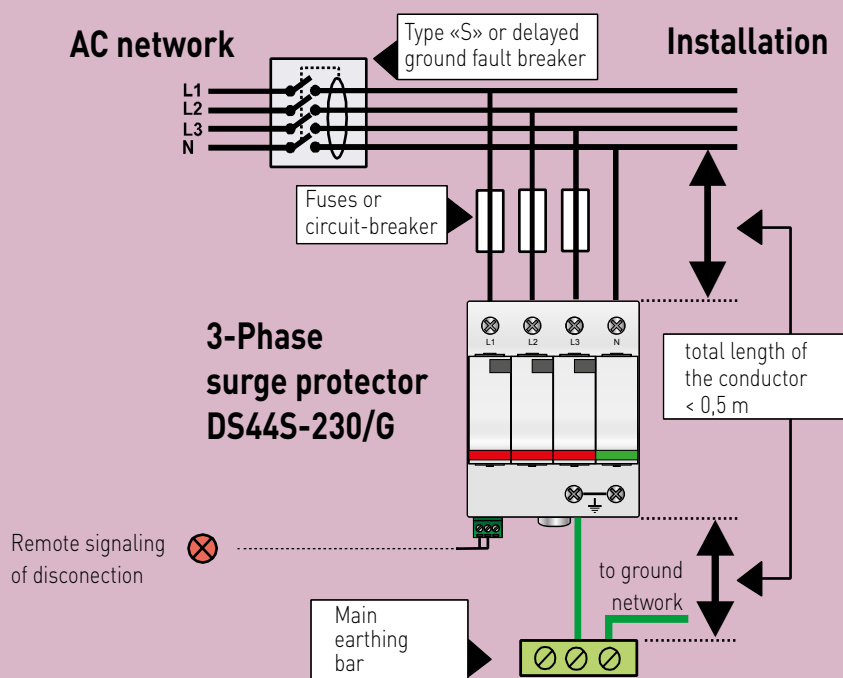 AC network
Type «S» or delayed
ground fault breaker
Installation
L1
L2
L3
N
Fuses or
circuit-breaker
3-Phase
surge protector
DS44S-230/G
L1 L2 L3 N
total length of
the conductor
< 0,5 m
Remote signaling
of disconection
to ground
network
Main
earthing
bar